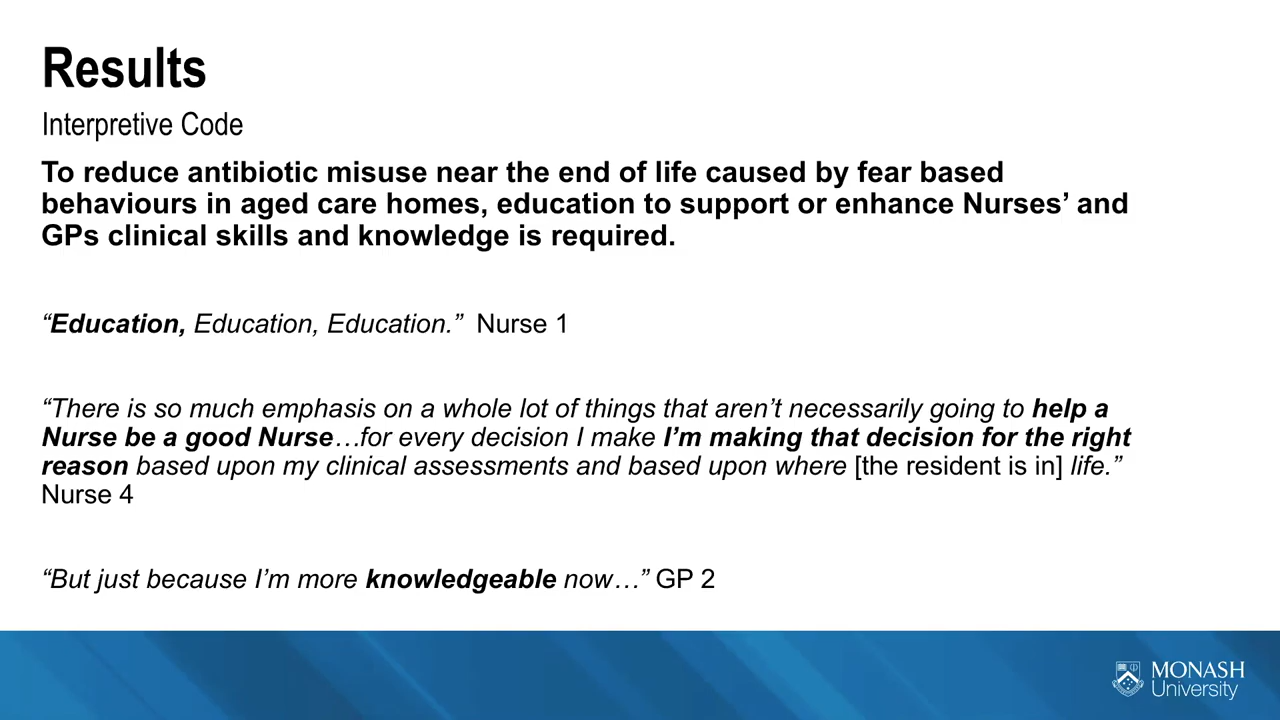 Results
Interpretive Code
To reduce antibiotic misuse near the end of life caused by fear based
behaviours in aged care homes, education to support or enhance Nurses’ and
GPs clinical skills and knowledge is required.
“Education, Education, Education.” Nurse 1
“There is so much emphasis on a whole lot of things that aren’t necessarily going to help a
Nurse be a good Nurse…for every decision I make I’m making that decision for the right
reason based upon my clinical assessments and based upon where [the resident is in] life.”
Nurse 4
“But just because I’m more knowledgeable now…” GP 2
MONASH
University